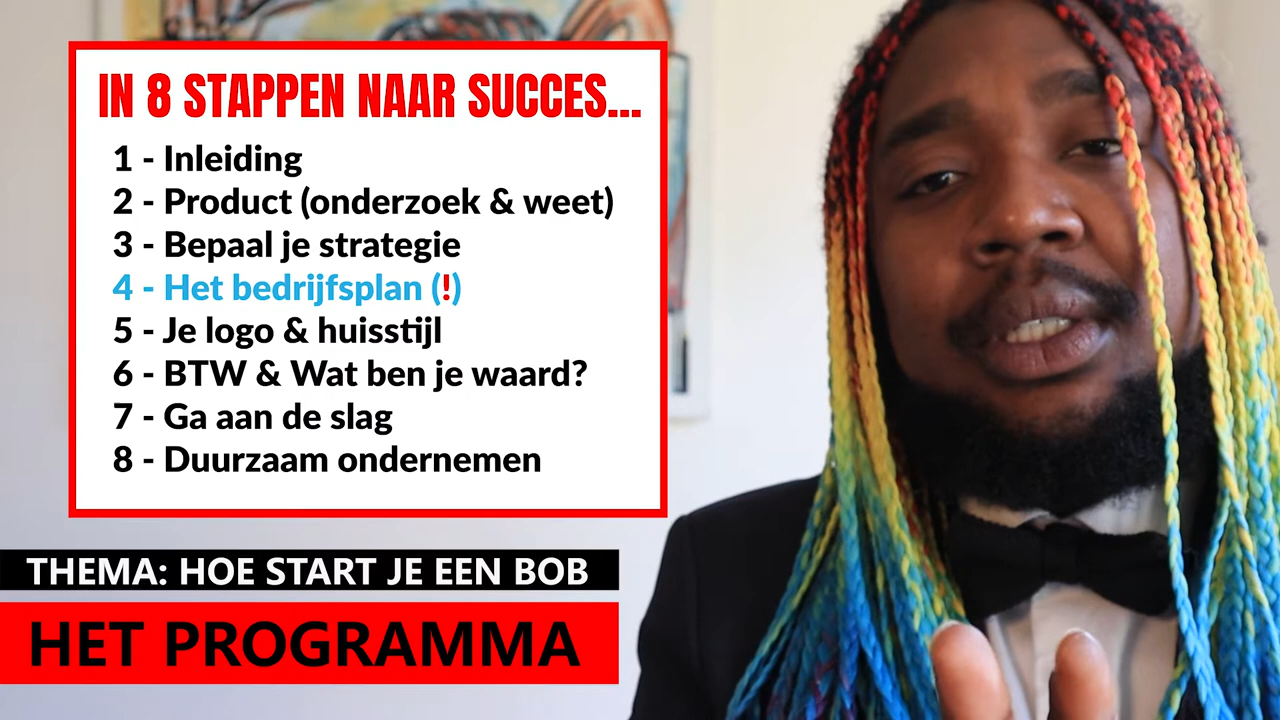 IN 8 STAPPEN NAAR SUCCES...
1 - Inleiding
2 - Product (onderzoek & weet)
3 - Bepaal je strategie
4 - Het bedrijfsplan (!)
5 - Je logo & huisstijl
6 - BTW & Wat ben je waard?
7 - Ga aan de slag
8 - Duurzaam ondernemen
THEMA: HOE START JE EEN BOB
HET PROGRAMMA